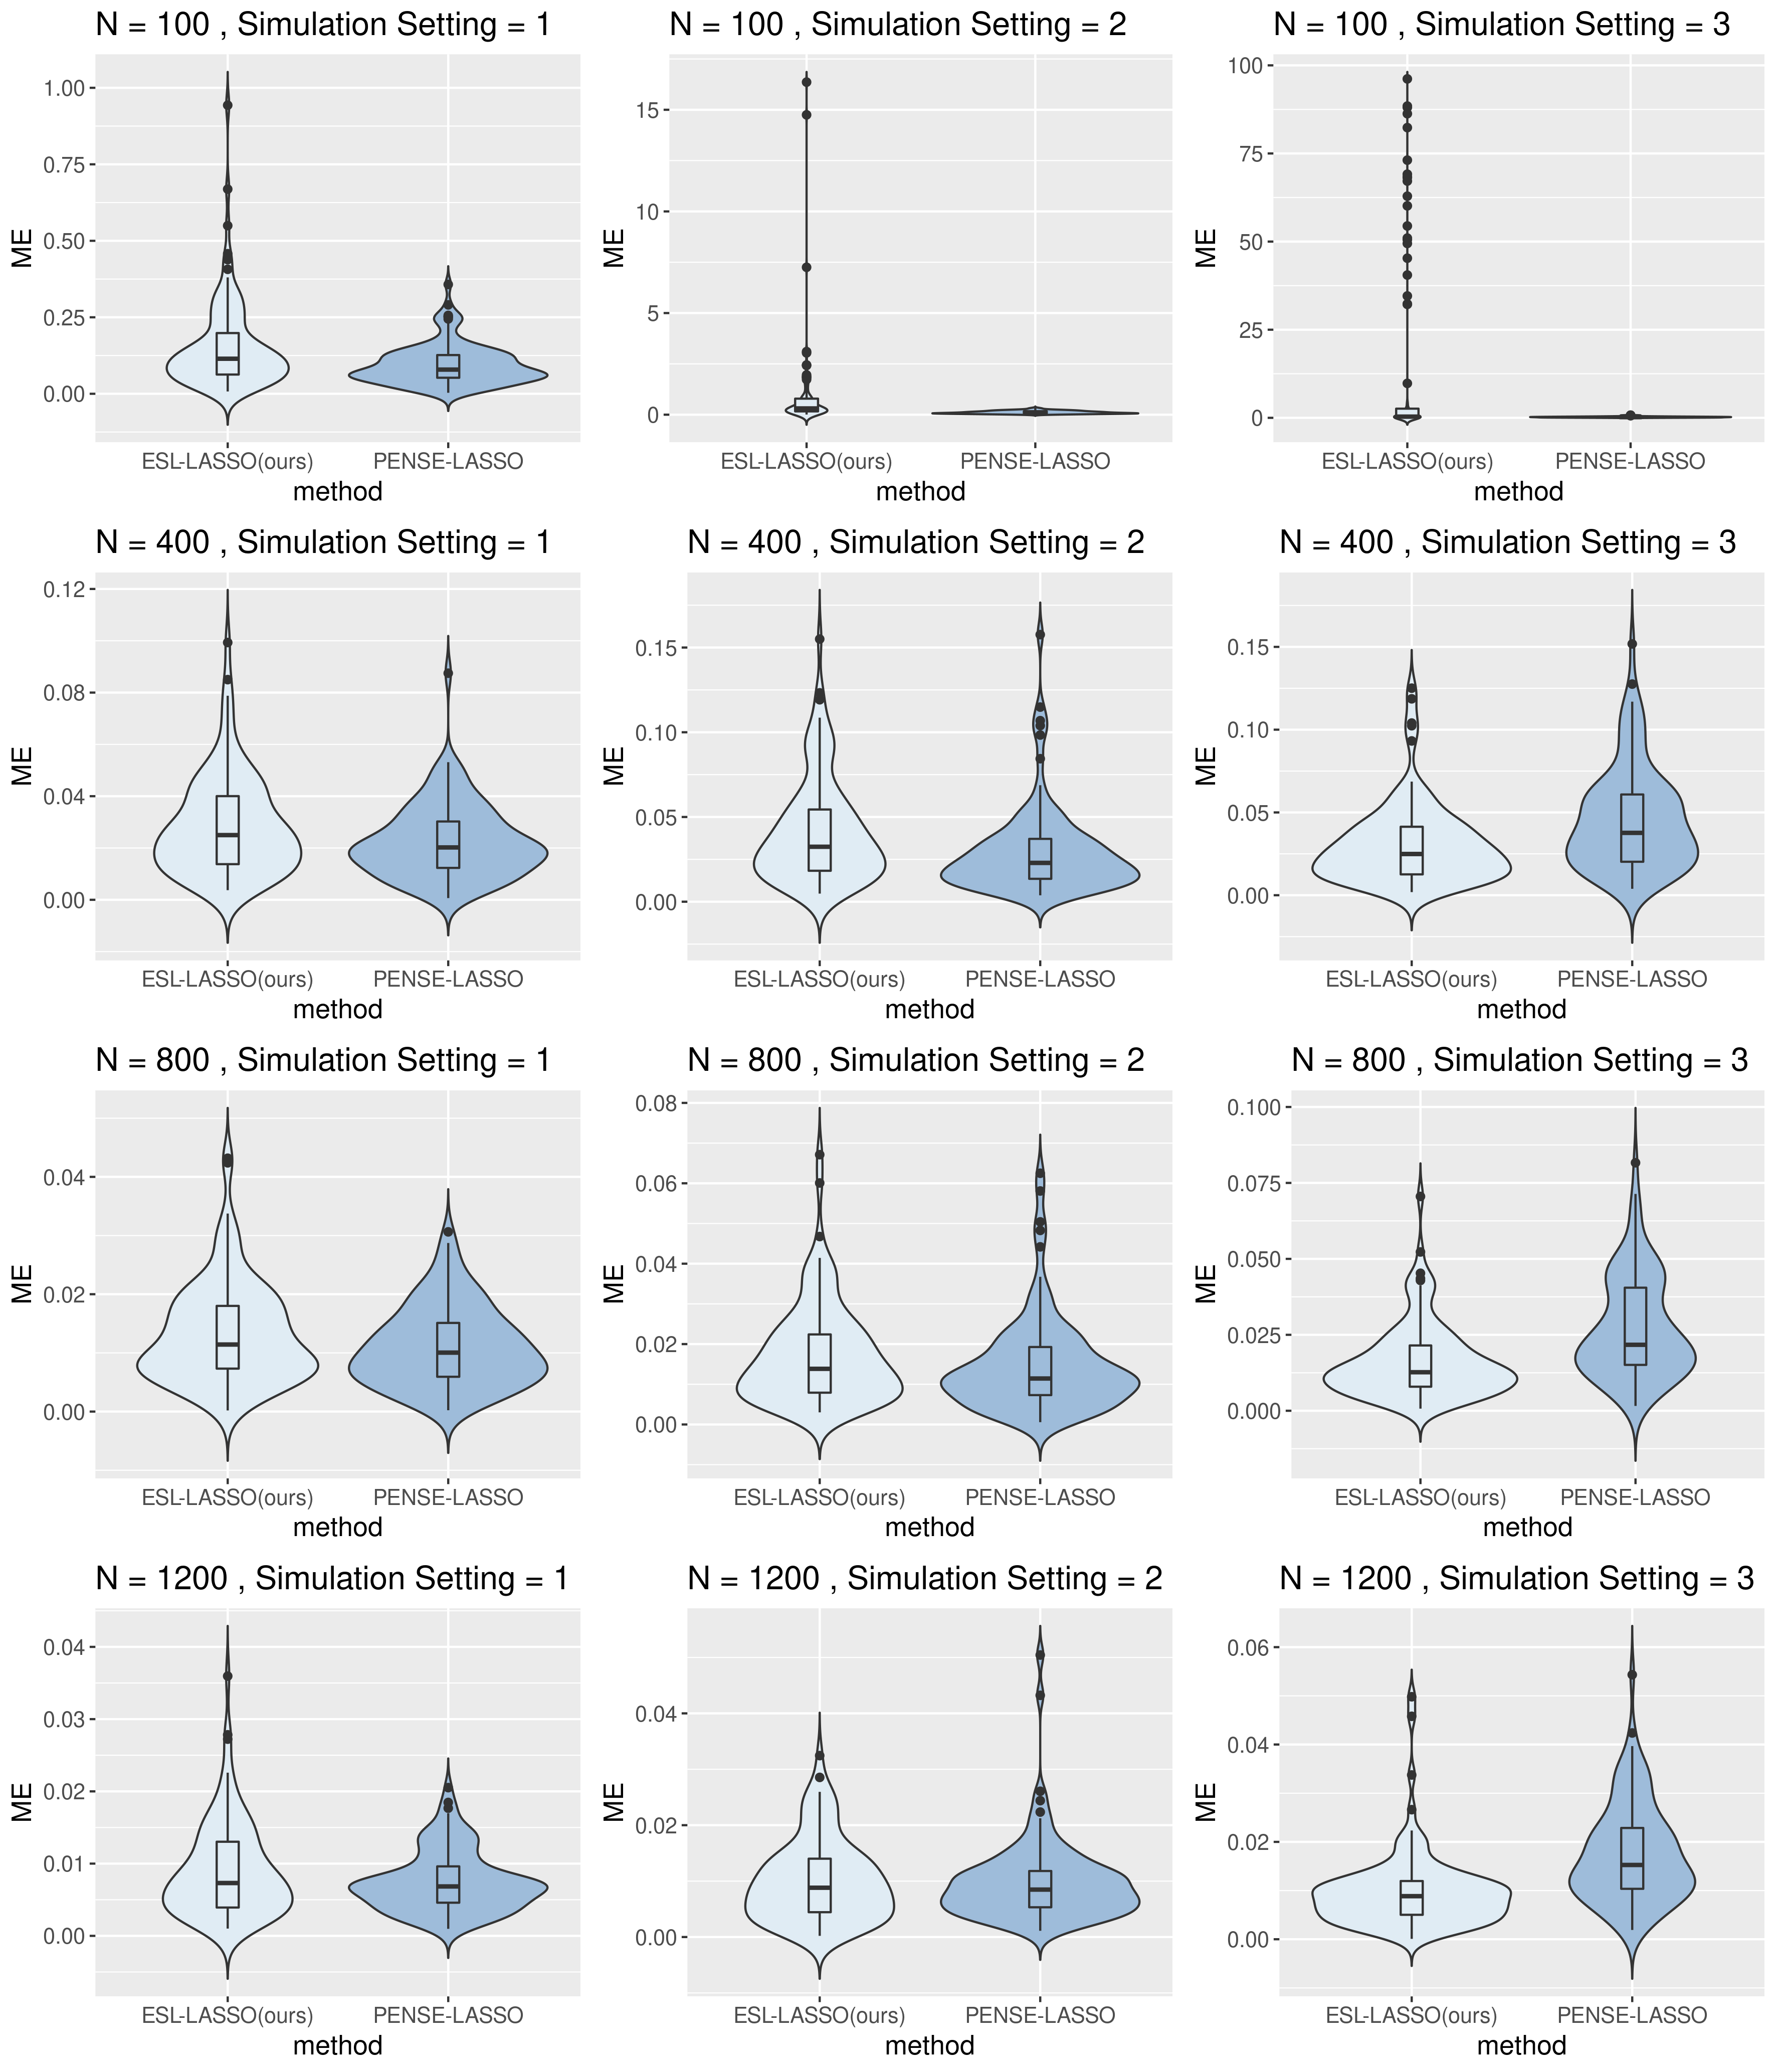 N = 100 , Simulation Setting = 1
1.00
0.75
0.50
0.25
0.00
ME
ESL-LASSO(ours) PENSE-LASSO
method
N = 100 , Simulation Setting = 2
15
10
5
0
ME
ESL-LASSO(ours) PENSE-LASSO
method
N = 100 , Simulation Setting = 3
100
75
50
25
0
ME
ESL-LASSO(ours) PENSE-LASSO
method
N = 400 , Simulation Setting = 1
0.12
0.08
0.04
0.00
ME
ESL-LASSO(ours) PENSE-LASSO
method
N = 400 , Simulation Setting = 2
0.15
0.10
0.05
0.00
ME
ESL-LASSO(ours) PENSE-LASSO
method
N = 400 , Simulation Setting = 3
0.15
0.10
0.05
0.00
ME
ESL-LASSO(ours) PENSE-LASSO
method
N = 800 , Simulation Setting = 1
0.04
0.02
0.00
ME
ESL-LASSO(ours) PENSE-LASSO
method
N = 800 , Simulation Setting = 2
0.08
0.06
0.04
0.02
0.00
ME
ESL-LASSO(ours) PENSE-LASSO
method
N = 800 , Simulation Setting = 3
0.100
0.075
0.050
0.025
0.000
ME
ESL-LASSO(ours) PENSE-LASSO
method
N = 1200 , Simulation Setting = 1
0.04
0.03
0.02
0.01
0.00
ME
ESL-LASSO(ours) PENSE-LASSO
method
N = 1200 , Simulation Setting = 2
0.04
0.02
0.00
ME
ESL-LASSO(ours) PENSE-LASSO
method
N = 1200 , Simulation Setting = 3
0.06
0.04
0.02
0.00
ME
ESL-LASSO(ours) PENSE-LASSO
method